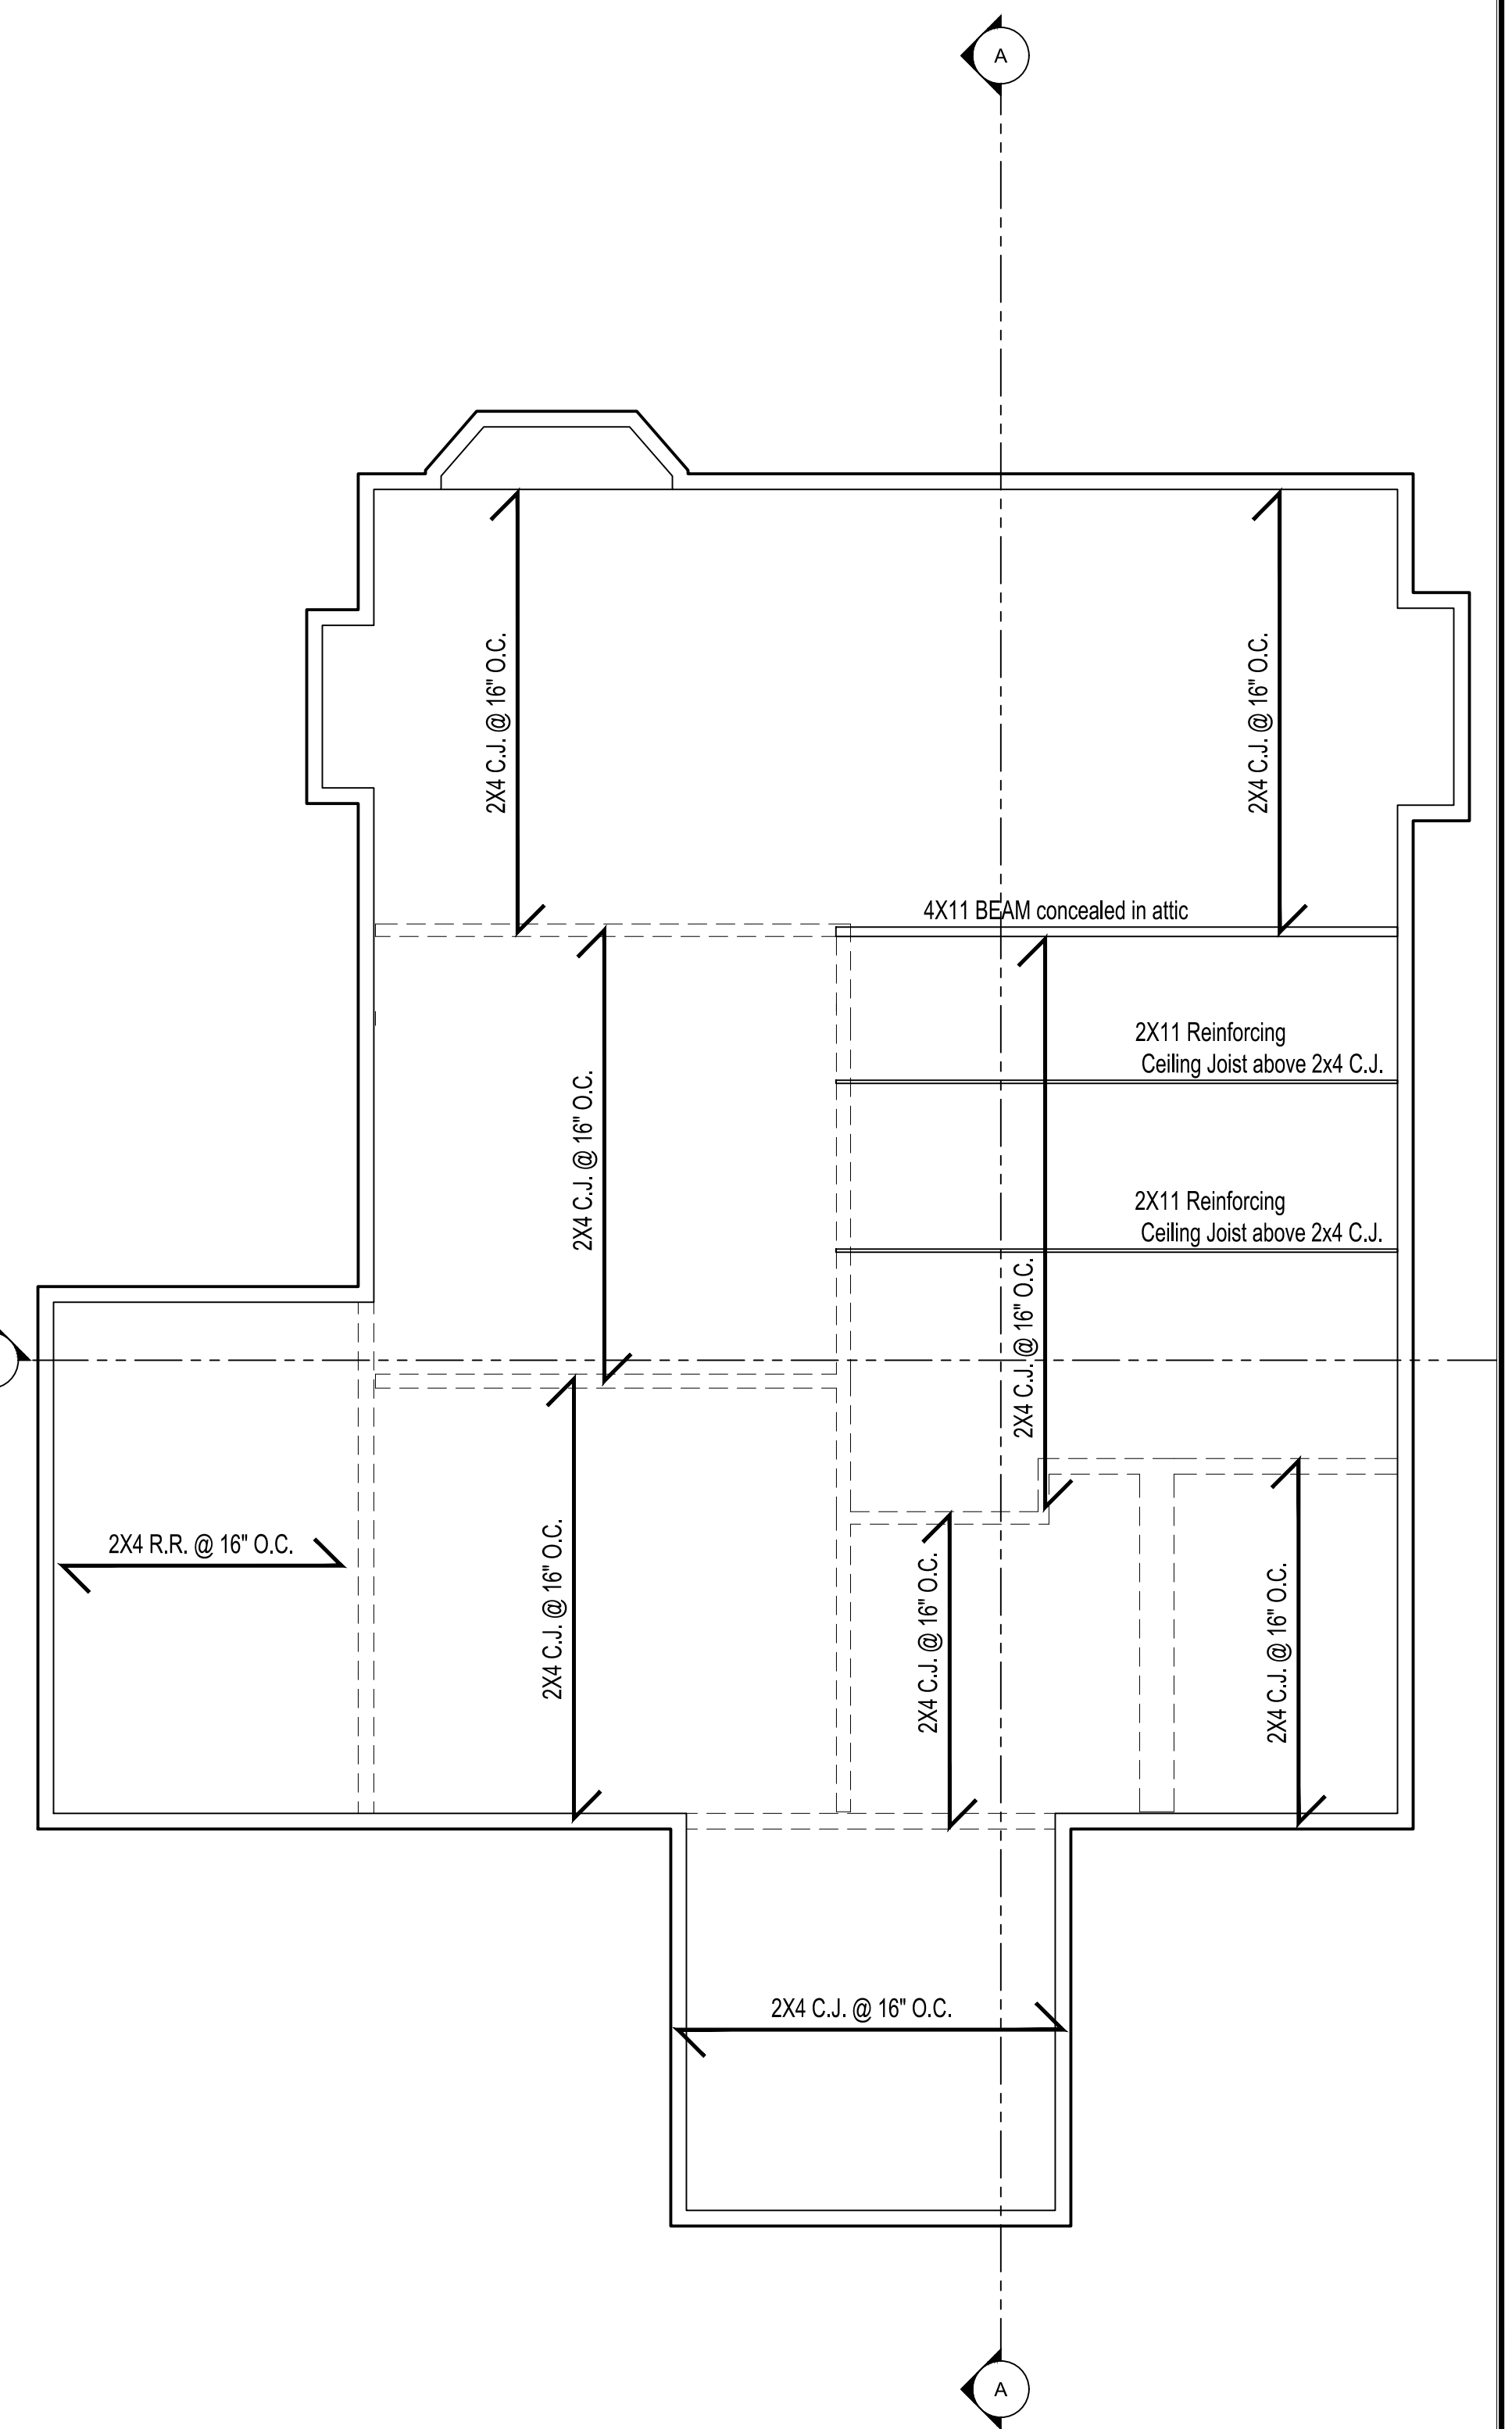 A
2X4 C.J. @ 16" O.C.
2X4 C.J. @ 16" O.C.
4X11 BEAM concealed in attic
2X11 Reinforcing
Ceiling Joist above 2x4 C.J.
2X4 C.J. @ 16" O.C.
2X11 Reinforcing
Ceiling Joist above 2x4 C.J.
2X4 C.J. @ 16" O.C.
2X4 R.R. @ 16" O.C.
2X4 C.J. @ 16" O.C.
2X4 C.J. @ 16" O.C.
2X4 C.J. @ 16" O.C.
2X4 C.J. @ 16" O.C.
A